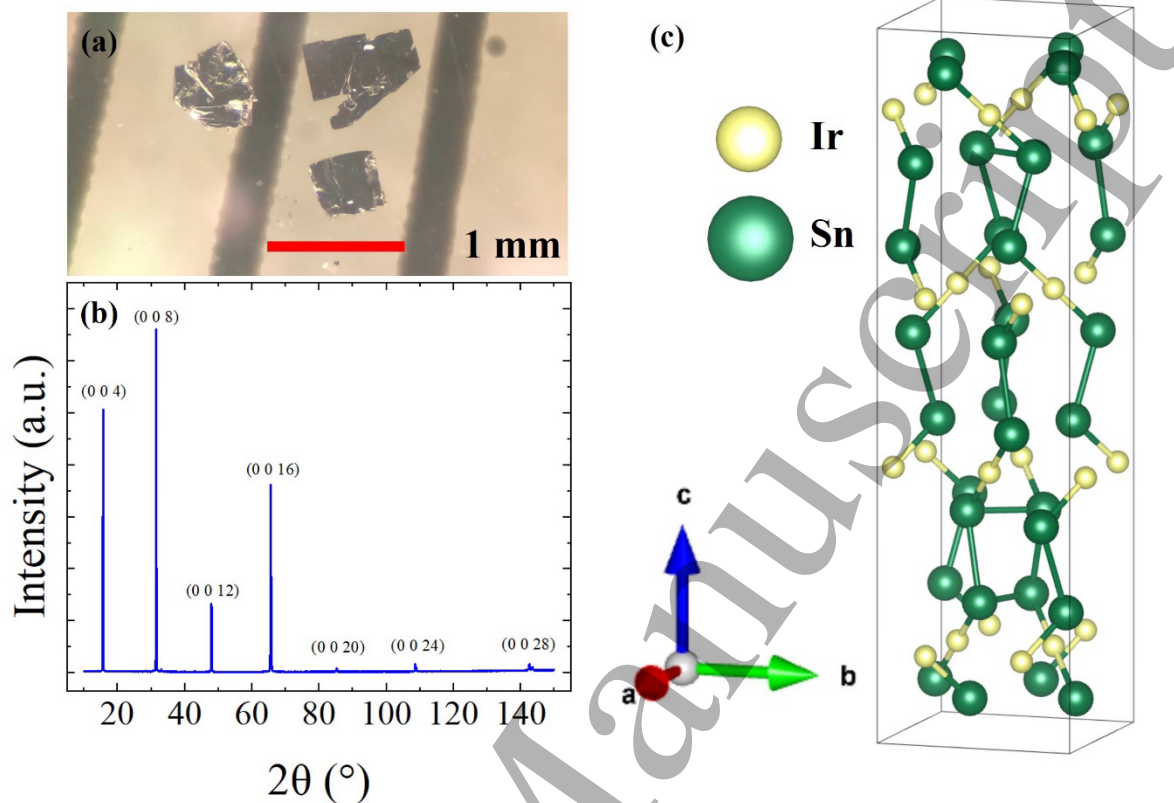 (a)
1 mm
(b)
(0 0 4)
(0 0 8)
(0 0 12)
(0 0 16)
(0 0 20)
(0 0 24)
(0 0 28)
Intensity (a.u.)
20 40 60 80 100 120 140
2θ (°)
(c)
Ir
Sn
c
b
a
Manuscript